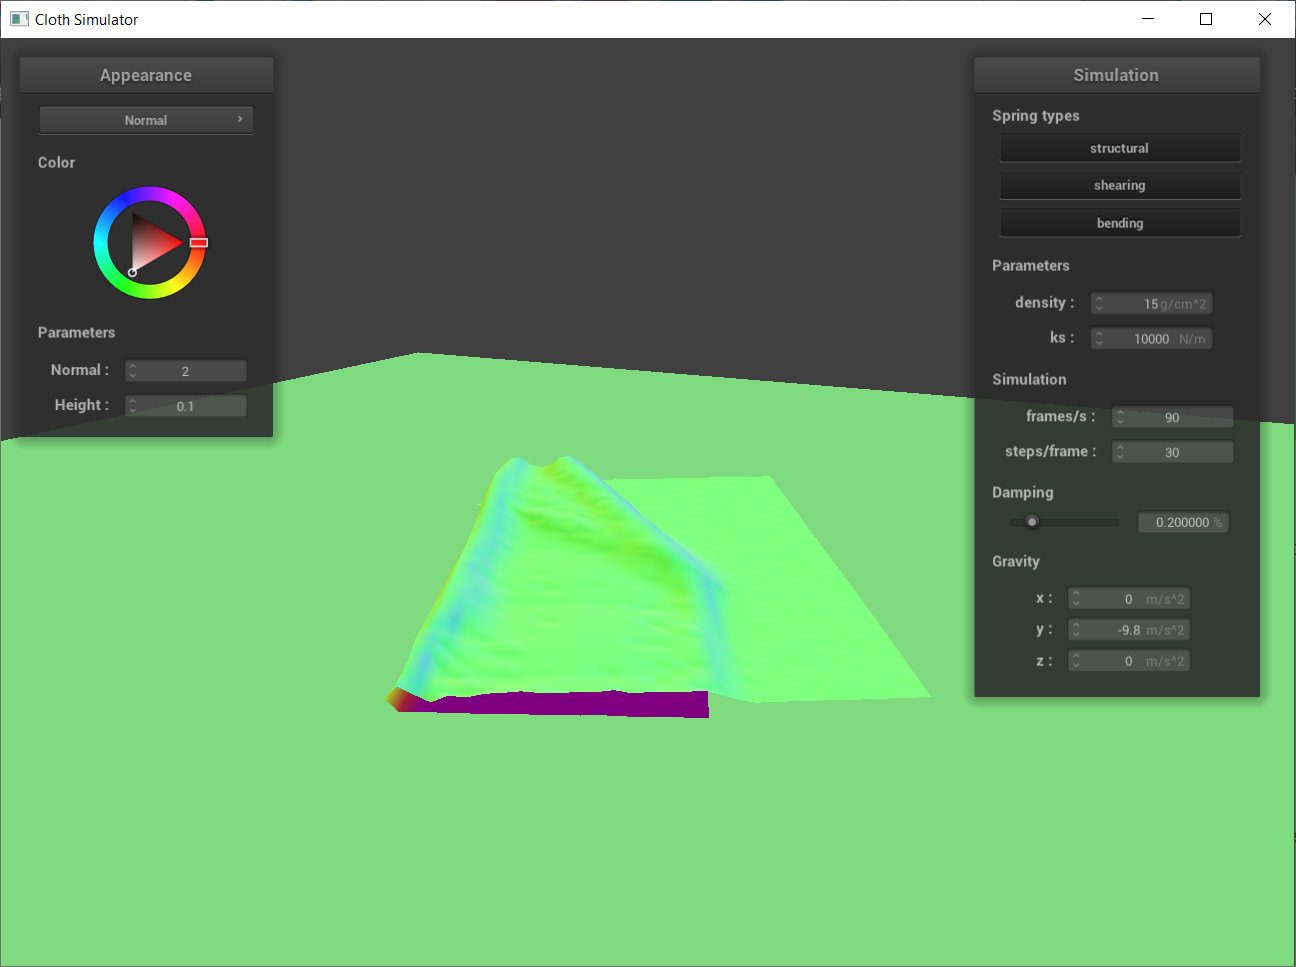 Cloth Simulator
Appearance
Normal
Color
Parameters
Normal : 2
Height : 0.1
Simulation
Spring types
structural
shearing
bending
Parameters
density : 15 g/cm^2
ks : 10000 N/m
Simulation
frames/s : 90
steps/frame : 30
Damping
0.200000 %
Gravity
x : 0 m/s^2
y : -9.8 m/s^2
z : 0 m/s^2